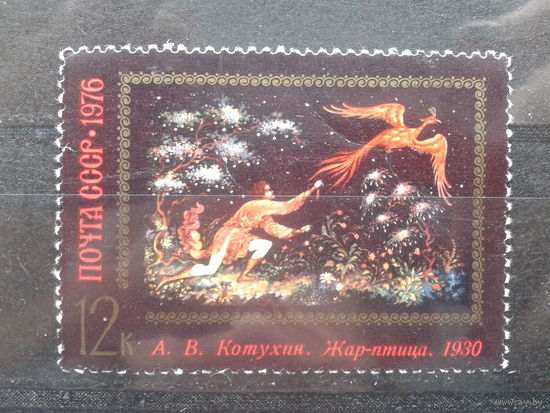 ПОЧТА СССР • 1976
12к
А. В. Котухин. Жар-птица. 1930